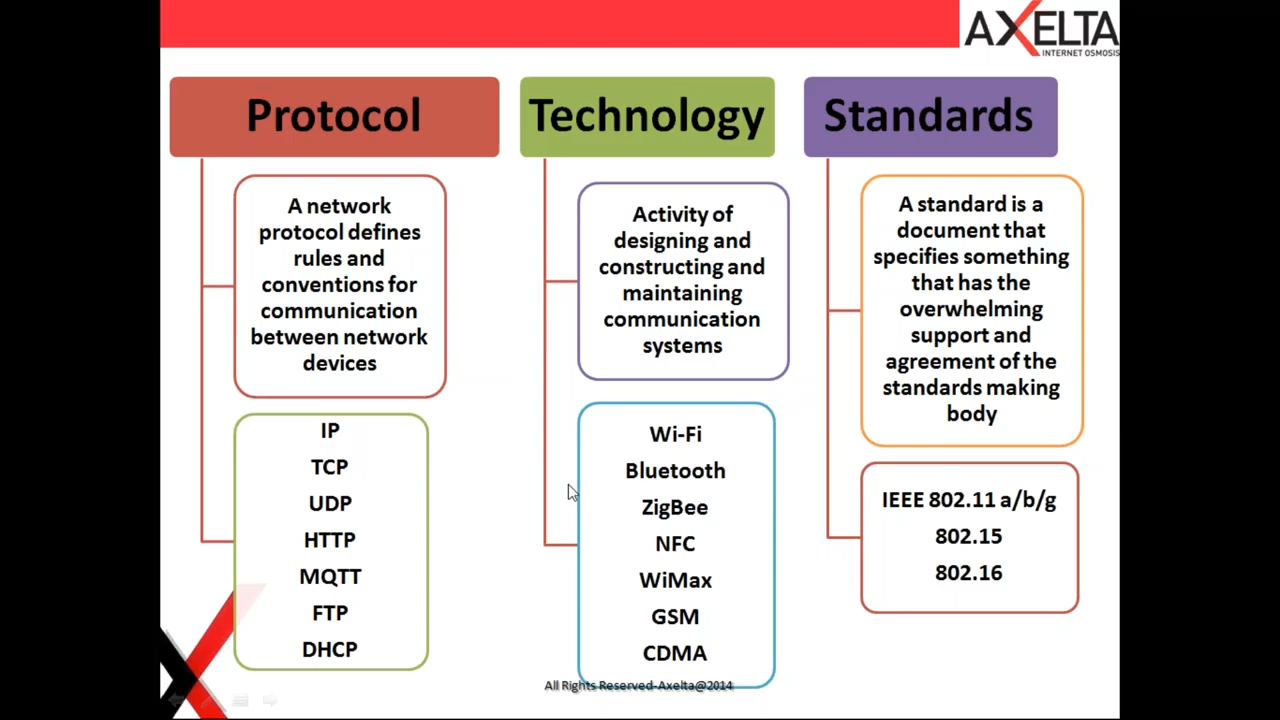 AXELTA
INTERNET OSMOSIS
Protocol
A network
protocol defines
rules and
conventions for
communication
between network
devices
IP
TCP
UDP
HTTP
MQTT
FTP
DHCP
Technology
Activity of
designing and
constructing and
maintaining
communication
systems
Wi-Fi
Bluetooth
ZigBee
NFC
WiMax
GSM
CDMA
Standards
A standard is a
document that
specifies something
that has the
overwhelming
support and
agreement of the
standards making
body
IEEE 802.11 a/b/g
802.15
802.16
All Rights Reserved-Axelta@2014